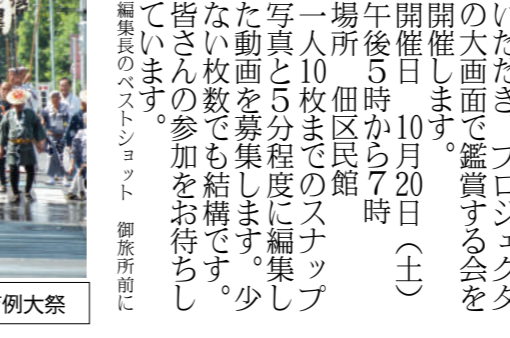 いただき、プロジェクタ
の大画面で鑑賞する会を
開催します。
開催日 10月20日（土）
午後５時から７時
場所 佃区民館
一人10枚までのスナップ
写真と５分程度に編集し
た動画を募集します。少
ない枚数でも結構です。
皆さんの参加をお待ちし
ています。
編集長のベストショット 御旅所前に
例大祭